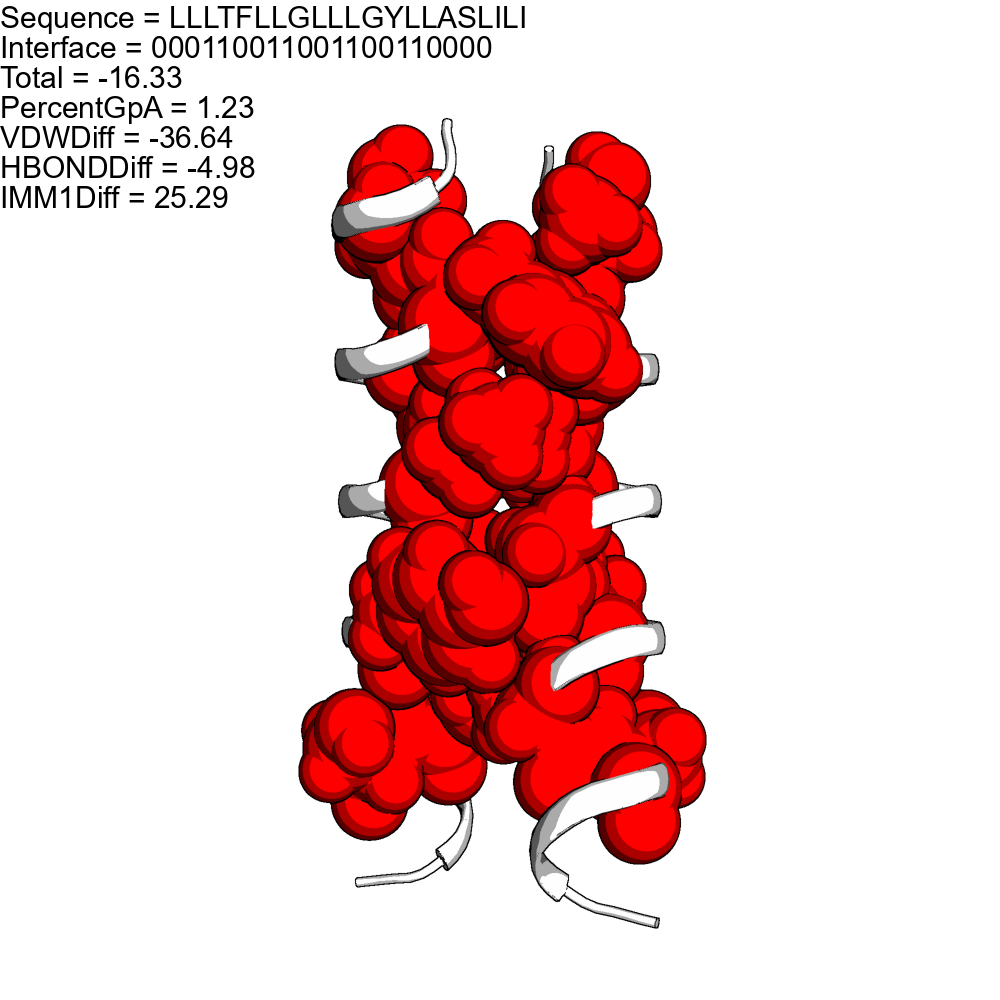 Sequence = LLLTFLLGLLLGYLLASLILI
Interface = 000110011001100110000
Total = -16.33
PercentGpA = 1.23
VDWDiff = -36.64
HBONDDiff = -4.98
IMM1Diff = 25.29